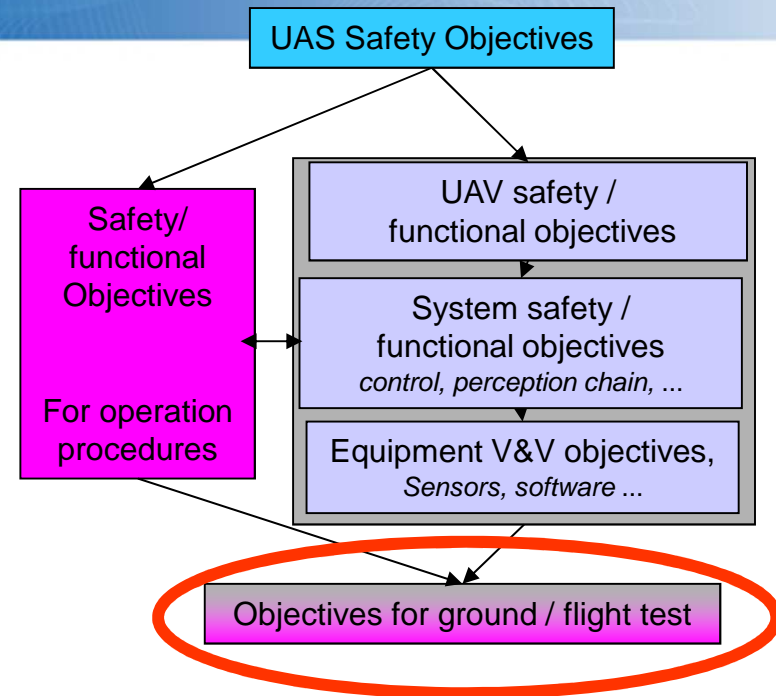 UAS Safety Objectives
Safety/
functional
Objectives
For operation
procedures
UAV safety /
functional objectives
System safety /
functional objectives
control, perception chain, ...
Equipment V&V objectives,
Sensors, software ...
Objectives for ground / flight test